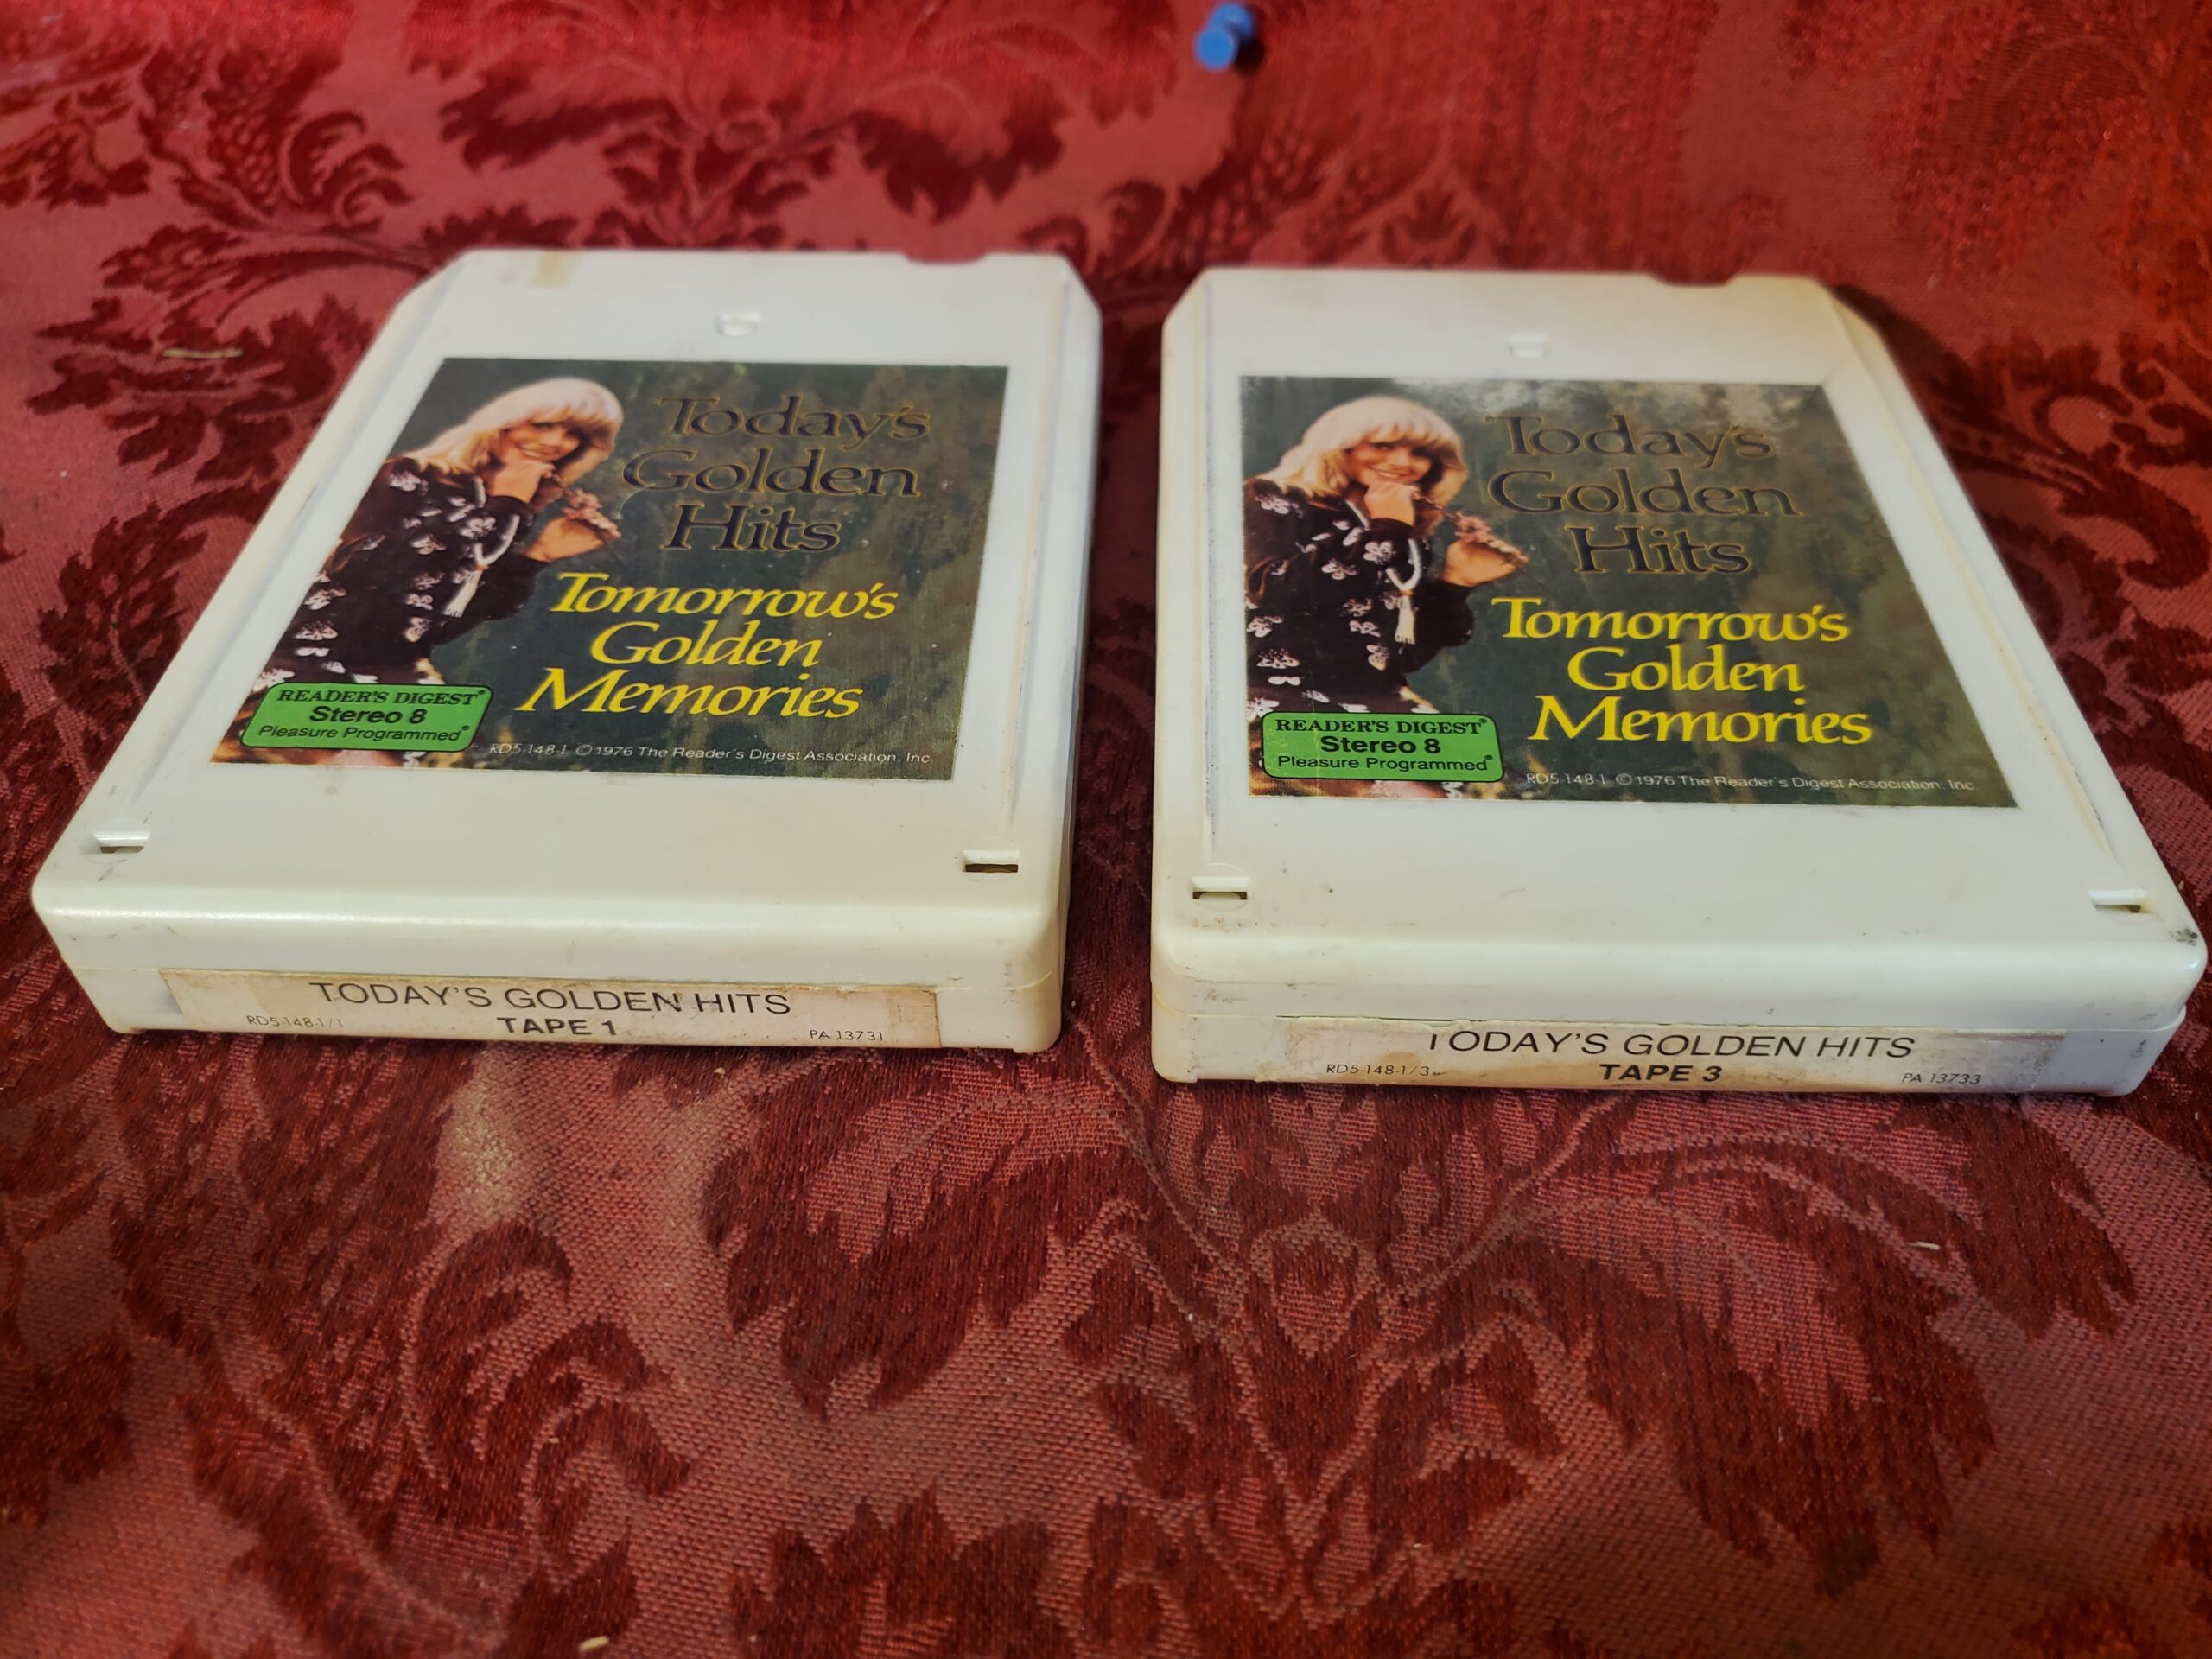 Today's
Golden
Hits
Tomorrow's
Golden
Memories
READER'S DIGEST®
Stereo 8
Pleasure Programmed®
RD5-148-1 © 1976 The Reader's Digest Association, Inc.
TODAY'S GOLDEN HITS
RD5-148-1/1 TAPE 1 PA 13731
Today's
Golden
Hits
Tomorrow's
Golden
Memories
READER'S DIGEST®
Stereo 8
Pleasure Programmed®
RD5-148-1 © 1976 The Reader's Digest Association, Inc.
TODAY'S GOLDEN HITS
RD5-148-1/3 TAPE 3 PA 13733